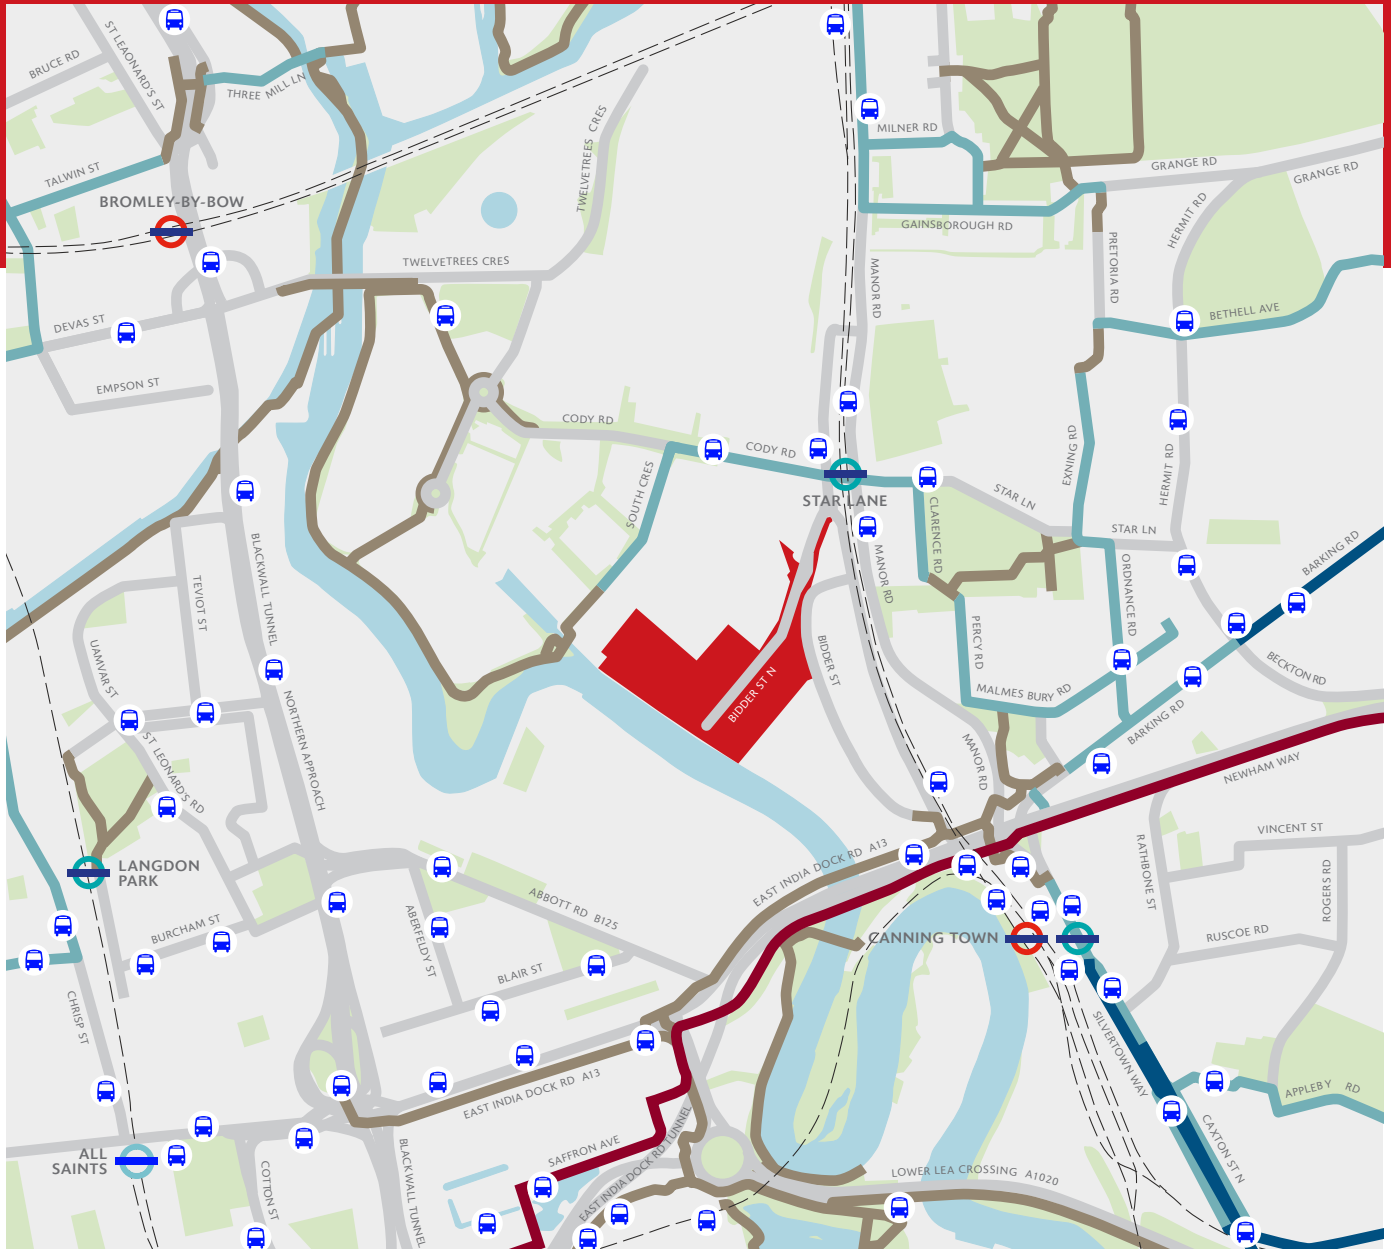 BRUCE RD
ST LEAONARD'S ST
THREE MILL LN
TALWIN ST
BROMLEY-BY-BOW
TWELVETREES CRES
TWELVETREES CRES
DEVAS ST
EMPSON ST
MILNER RD
GRANGE RD
GRANGE RD
GAINSBOROUGH RD
HERMIT RD
PRETORIA RD
MANOR RD
BETHELL AVE
CODY RD
CODY RD
EXNING RD
HERMIT RD
SOUTH CRES
STAR LANE
STAR LN
STAR LN
CLARENCE RD
BARKING RD
BLACKWALL TUNNEL
TEVIOT ST
MANOR RD
ORDNANCE RD
UAMVAR ST
PERCY RD
BIDDER ST
BIDDER ST N
BECKTON RD
MALMES BURY RD
NORTHERN APPROACH
BARKING RD
ST LEONARD'S RD
MANOR RD
NEWHAM WAY
LANGDON
PARK
EAST INDIA DOCK RD A13
RATHBONE ST
VINCENT ST
ROGERS RD
ABBOTT RD B125
BURCHAM ST
ABERFELDY ST
CANNING TOWN
RUSCOE RD
BLAIR ST
CHRISP ST
SILVERTOWN WAY
EAST INDIA DOCK RD A13
APPLEBY RD
CAXTON ST N
ALL
SAINTS
COTTON ST
BLACKWALL TUNNEL
SAFFRON AVE
EAST INDIA DOCK RD TUNNEL
LOWER LEA CROSSING A1020